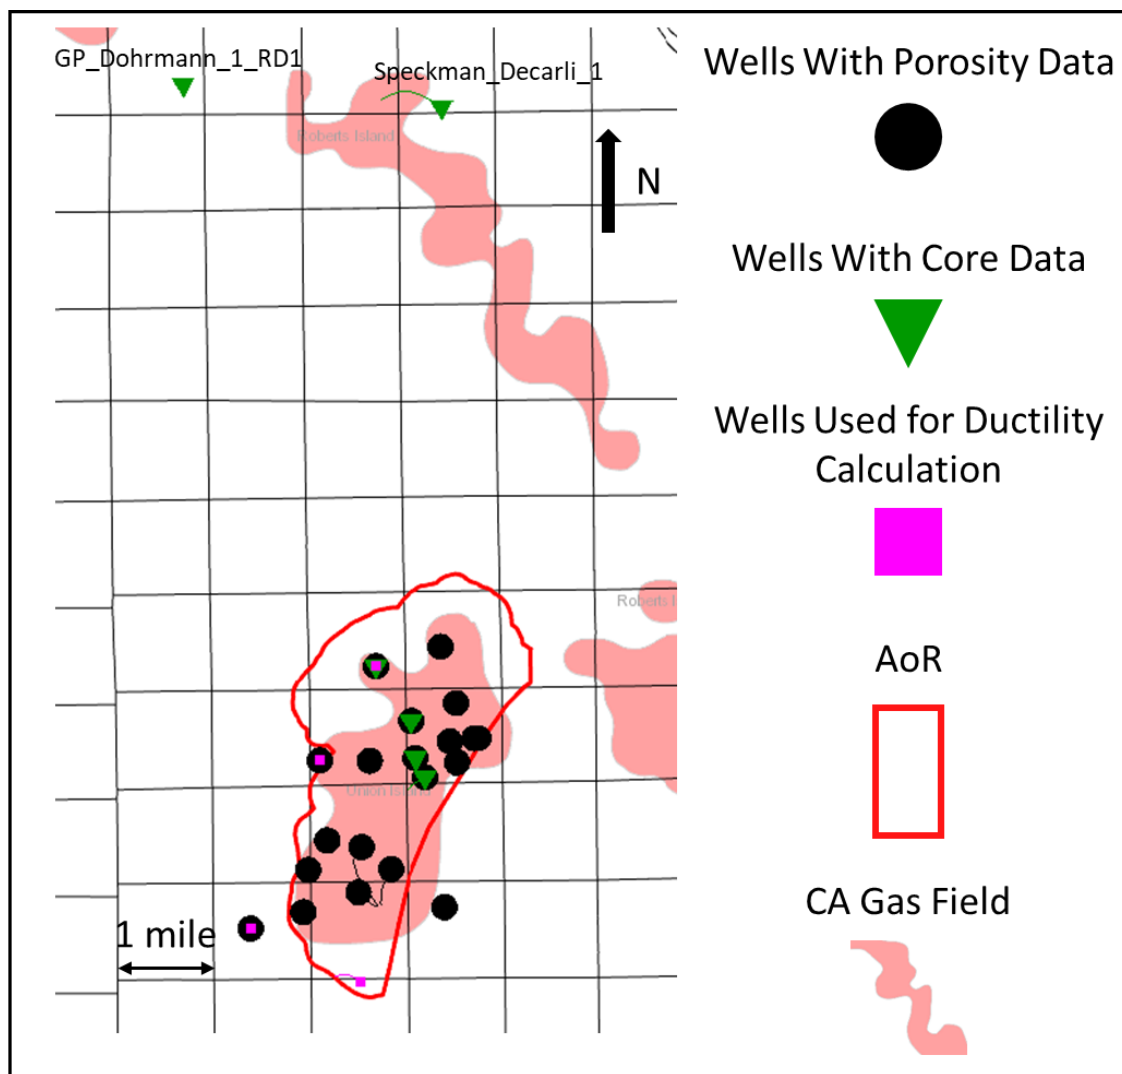 GP_Dohrmann_1_RD1
Speckman_Decarli_1
Roberts Island
N
Roberts I
Union Island
1 mile
Wells With Porosity Data
Wells With Core Data
Wells Used for Ductility
Calculation
AoR
CA Gas Field